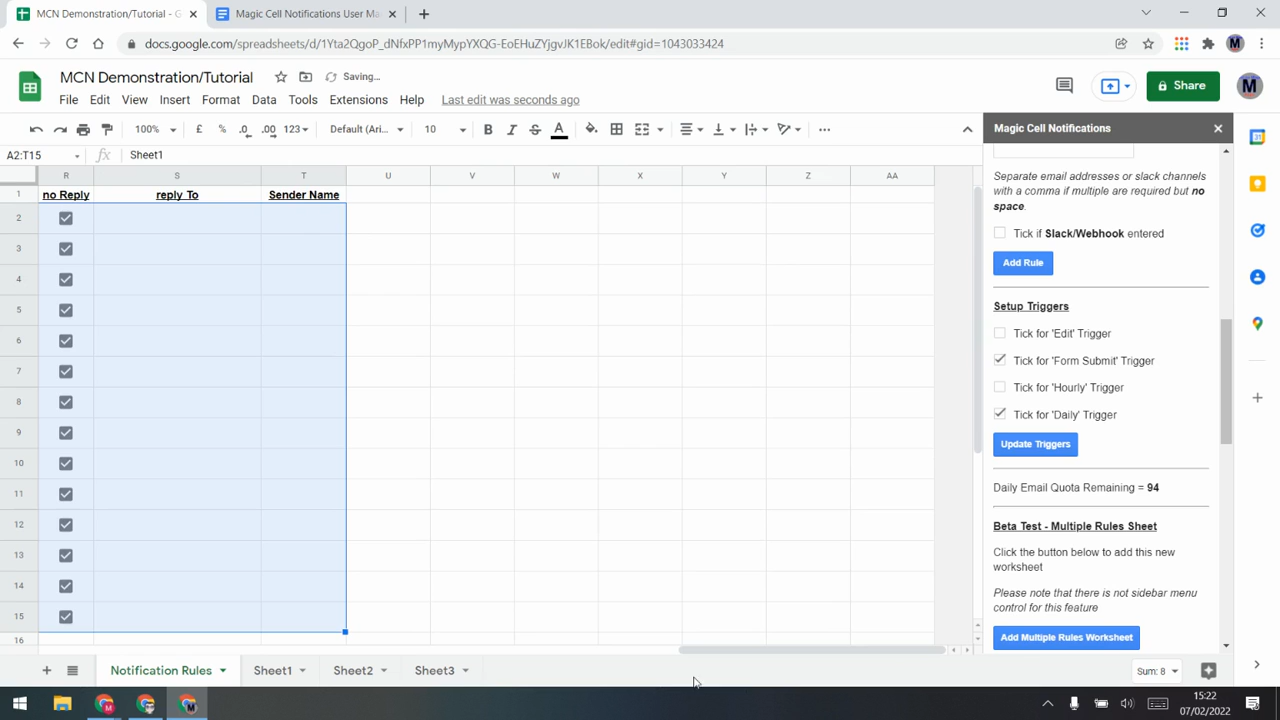 MCN Demonstration/Tutorial - G
Magic Cell Notifications User Ma
docs.google.com/spreadsheets/d/1Yta2QgoP_dNfxPP1myMypYXbG-EoEHuZYjgvJK1EBok/edit#gid=1043033424
MCN Demonstration/Tutorial
Saving...
File Edit View Insert Format Data Tools Extensions Help Last edit was seconds ago
Share
100% £ % .0 .00 123 Default (Ari... 10 B I S A
A2:T15 fx Sheet1
R S T U V W X Y Z AA
1 no Reply reply To Sender Name
2
3
4
5
6
7
8
9
10
11
12
13
14
15
16
Magic Cell Notifications
Separate email addresses or slack channels
with a comma if multiple are required but no
space.
Tick if Slack/Webhook entered
Add Rule
Setup Triggers
Tick for 'Edit' Trigger
Tick for 'Form Submit' Trigger
Tick for 'Hourly' Trigger
Tick for 'Daily' Trigger
Update Triggers
Daily Email Quota Remaining = 94
Beta Test - Multiple Rules Sheet
Click the button below to add this new
worksheet
Please note that there is not sidebar menu
control for this feature
Add Multiple Rules Worksheet
Notification Rules Sheet1 Sheet2 Sheet3
Sum: 8
15:22
07/02/2022